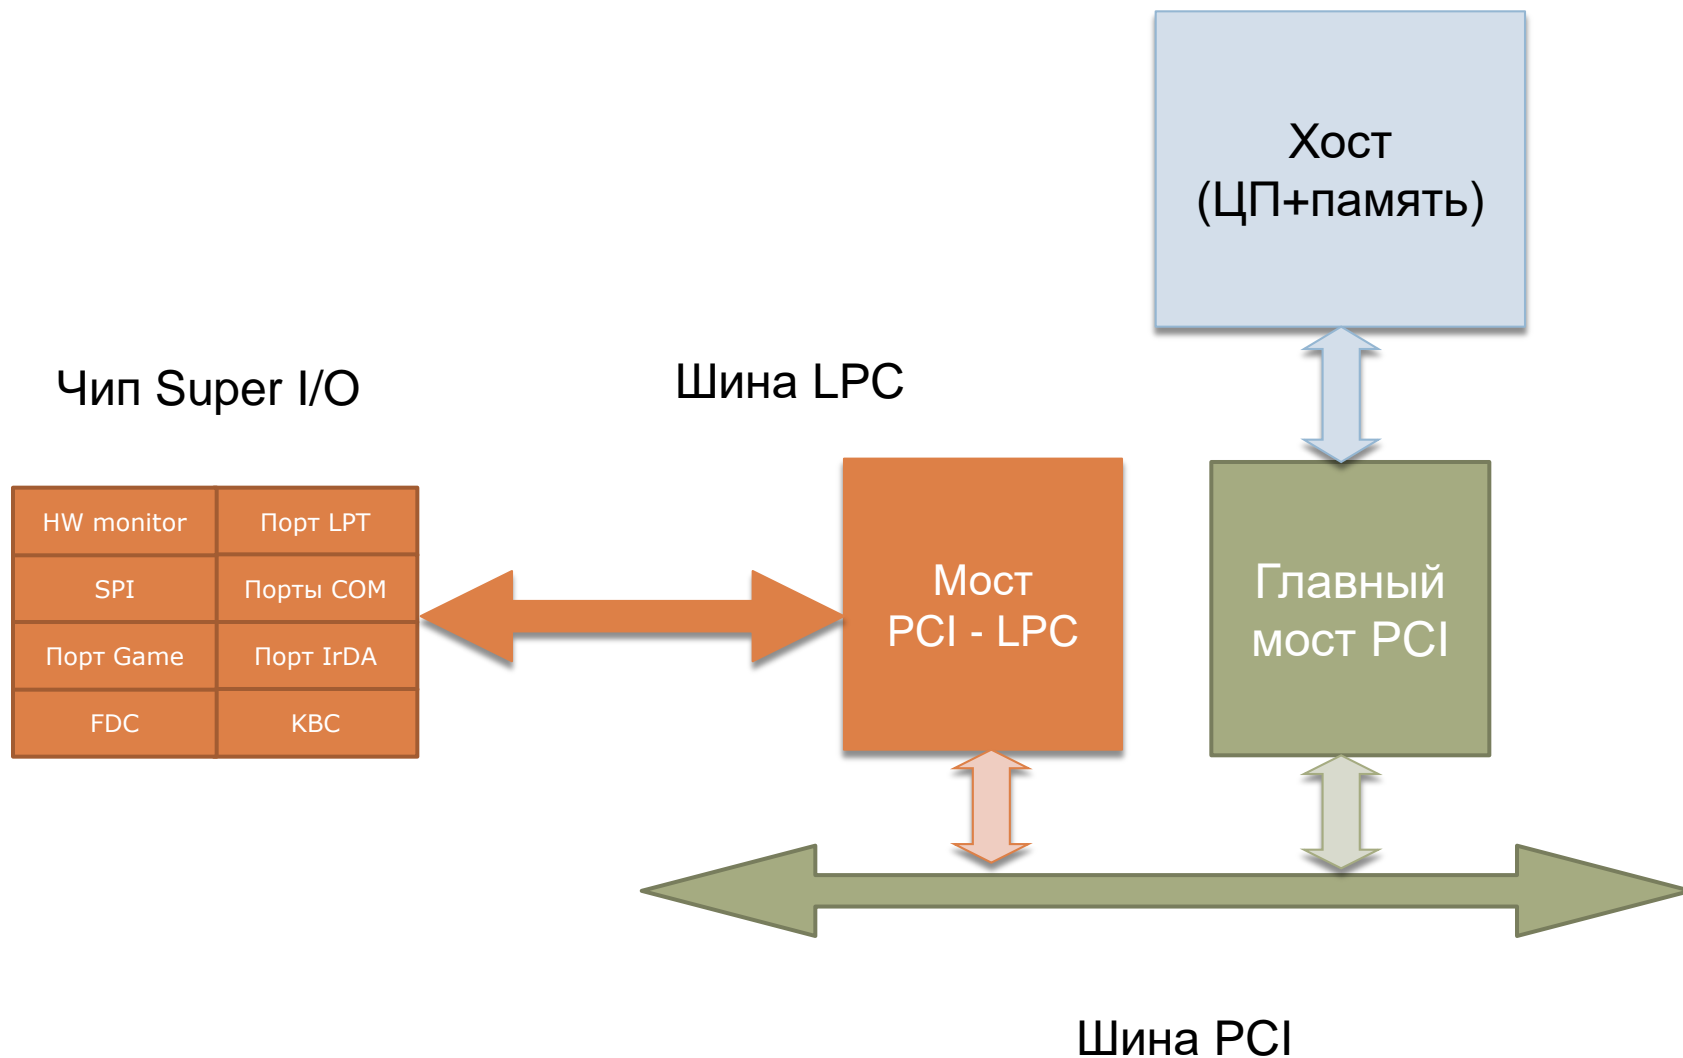 Хост
(ЦП+память)
Чип Super I/O
Шина LPC
HW monitor
Порт LPT
SPI
Порты COM
Порт Game
Порт IrDA
FDC
KBC
Мост
PCI - LPC
Главный
мост PCI
Шина PCI